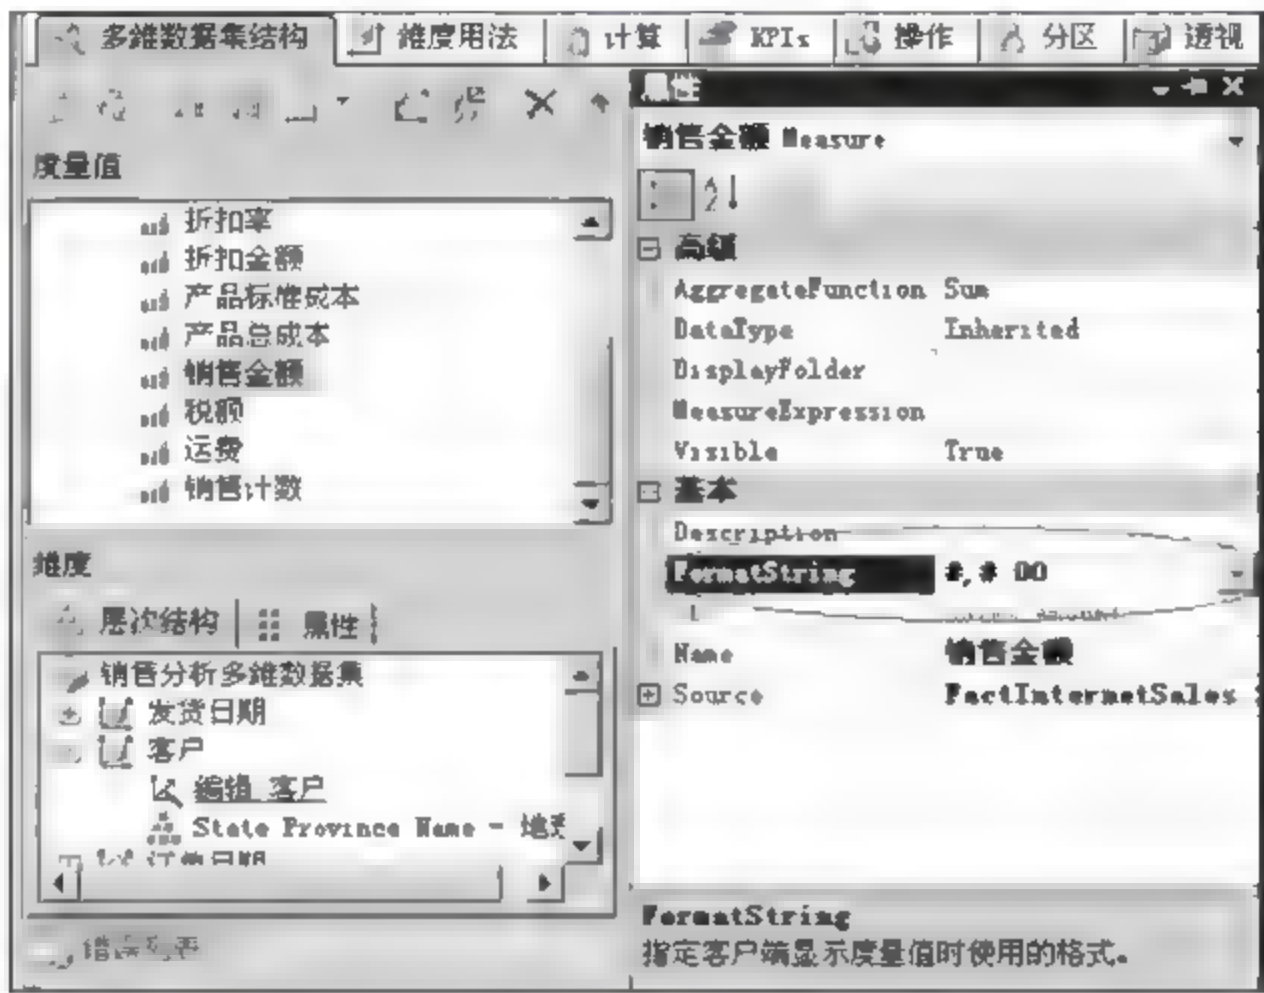 多维数据集结构 维度用法 计算 KPIs 操作 分区 透视
度量值
折扣率
折扣金额
产品标准成本
产品总成本
销售金额
税额
运费
销售计数
维度
层次结构 属性
销售分析多维数据集
发货日期
客户
编辑 客户
State Province Name - 地
订单日期
属性
销售金额 Measure
高级
AggregateFunction Sum
DataType Inherited
DisplayFolder
MeasureExpression
Visible True
基本
Description
FormatString #,# 00
Name 销售金额
Source FactInternetSales
FormatString
指定客户端显示度量值时使用的格式。